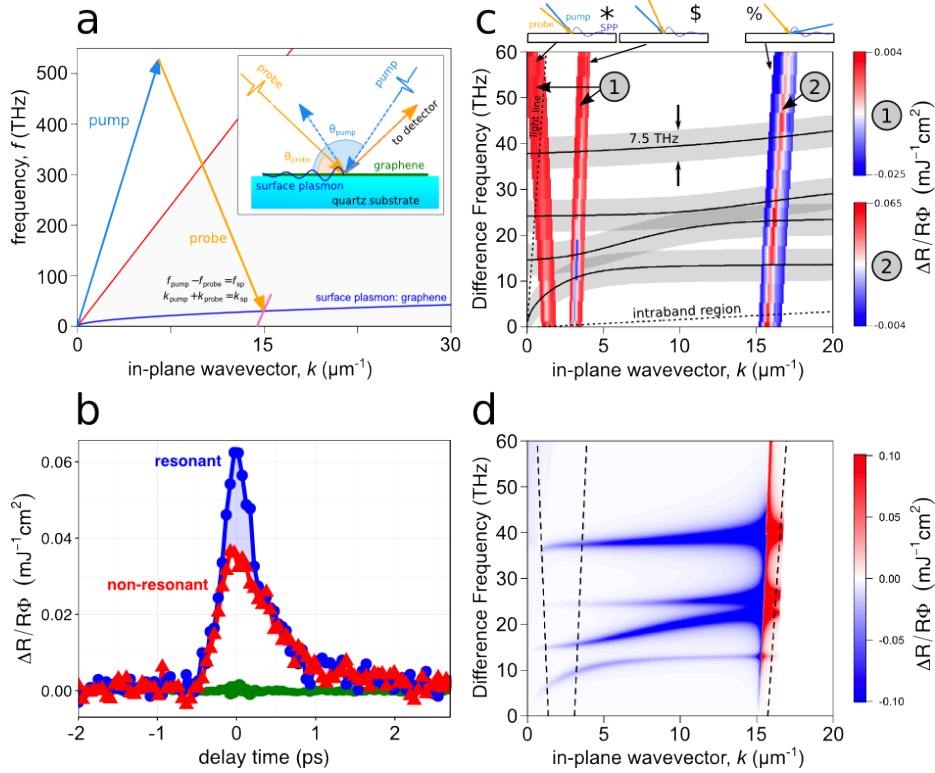 a
frequency, f (THz)
500
400
300
200
100
0
0
15
30
in-plane wavevector, k (μm⁻¹)
pump
probe
f_pump − f_probe = f_sp
k_pump + k_probe = k_sp
surface plasmon: graphene
probe
pump
to detector
θ_pump
θ_probe
graphene
surface plasmon
quartz substrate
c
pump
probe
*
SPP
$
%
Difference Frequency (THz)
60
50
40
30
20
10
0
0
5
10
15
20
in-plane wavevector, k (μm⁻¹)
light line
1
2
7.5 THz
intraband region
0.004
-0.025
0.065
-0.004
1
2
ΔR/RΦ (mJ⁻¹cm²)
b
ΔR/RΦ (mJ⁻¹cm²)
0.06
0.04
0.02
0.00
-2
-1
0
1
2
delay time (ps)
resonant
non-resonant
d
Difference Frequency (THz)
60
50
40
30
20
10
0
0
5
10
15
20
in-plane wavevector, k (μm⁻¹)
0.10
0.05
0.00
-0.05
-0.10
ΔR/RΦ (mJ⁻¹cm²)